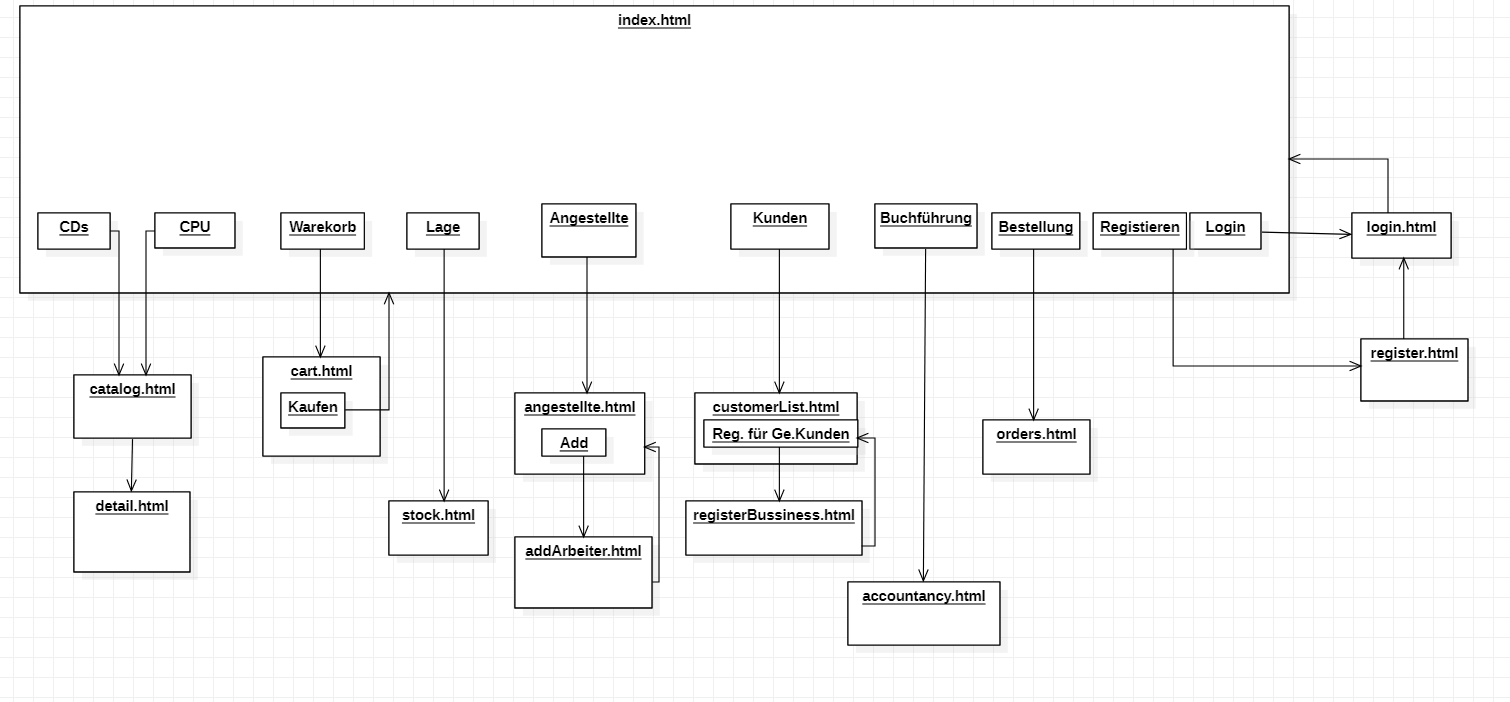 index.html
CDs
CPU
Warekorb
Lage
Angestellte
Kunden
Buchführung
Bestellung
Registieren
Login
login.html
register.html
catalog.html
cart.html
Kaufen
angestellte.html
Add
customerList.html
Reg. für Ge.Kunden
orders.html
detail.html
stock.html
registerBussiness.html
addArbeiter.html
accountancy.html